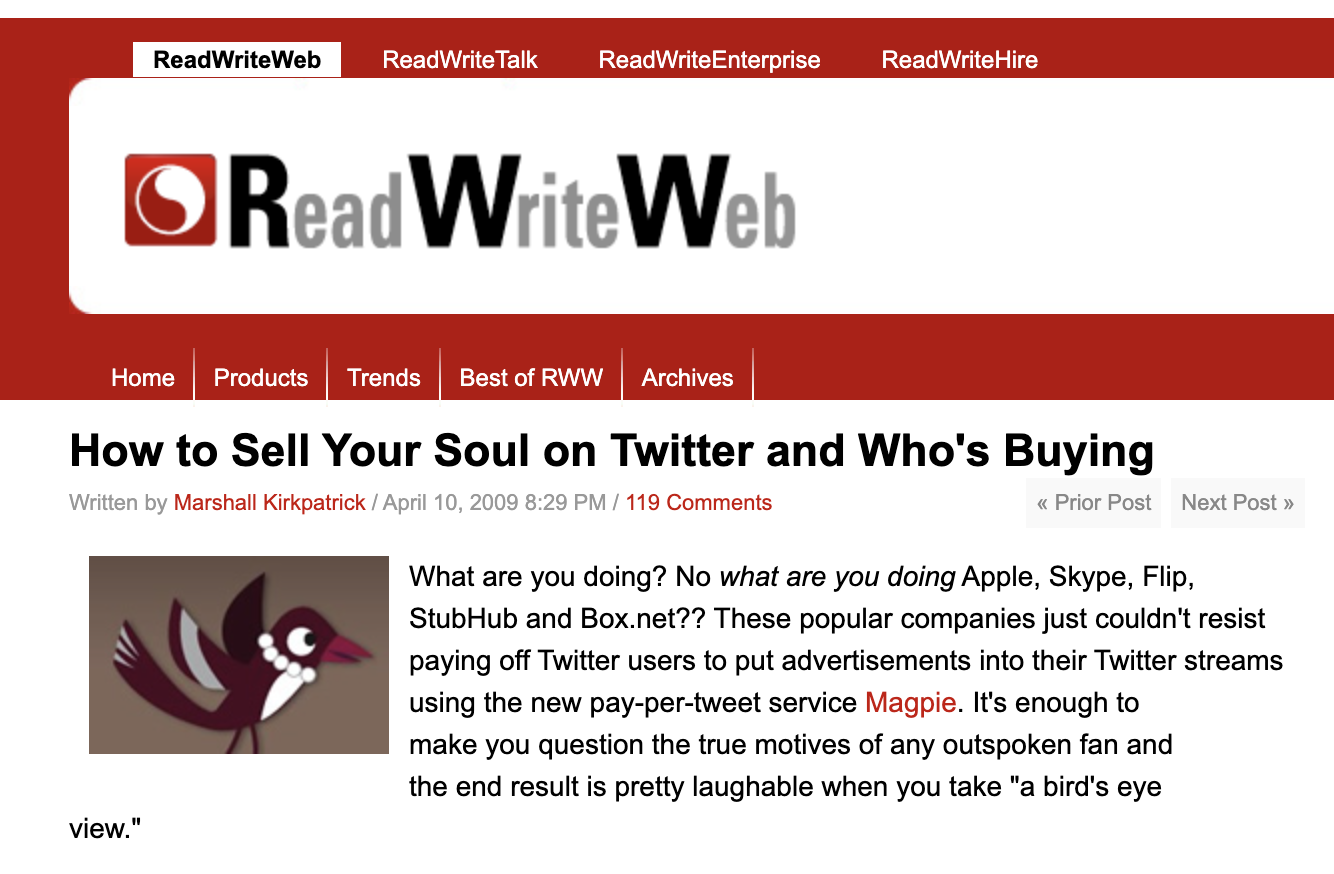 ReadWriteWeb ReadWriteTalk ReadWriteEnterprise ReadWriteHire
ReadWriteWeb
Home Products Trends Best of RWW Archives
How to Sell Your Soul on Twitter and Who's Buying
Written by Marshall Kirkpatrick / April 10, 2009 8:29 PM / 119 Comments « Prior Post Next Post »
What are you doing? No what are you doing Apple, Skype, Flip,
StubHub and Box.net?? These popular companies just couldn't resist
paying off Twitter users to put advertisements into their Twitter streams
using the new pay-per-tweet service Magpie. It's enough to
make you question the true motives of any outspoken fan and
the end result is pretty laughable when you take "a bird's eye
view."